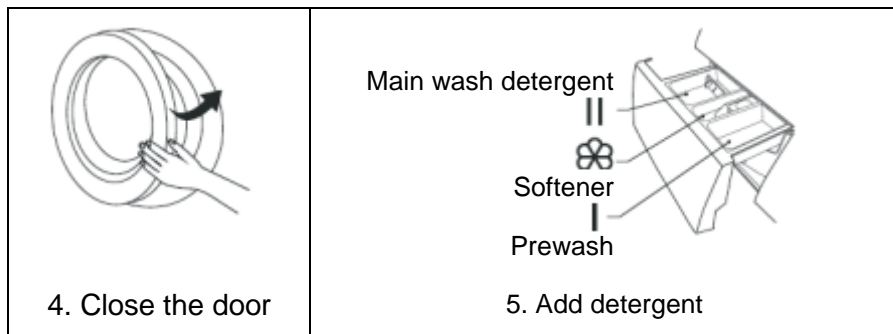 Main wash detergent
II
Softener
I
Prewash
4. Close the door
5. Add detergent